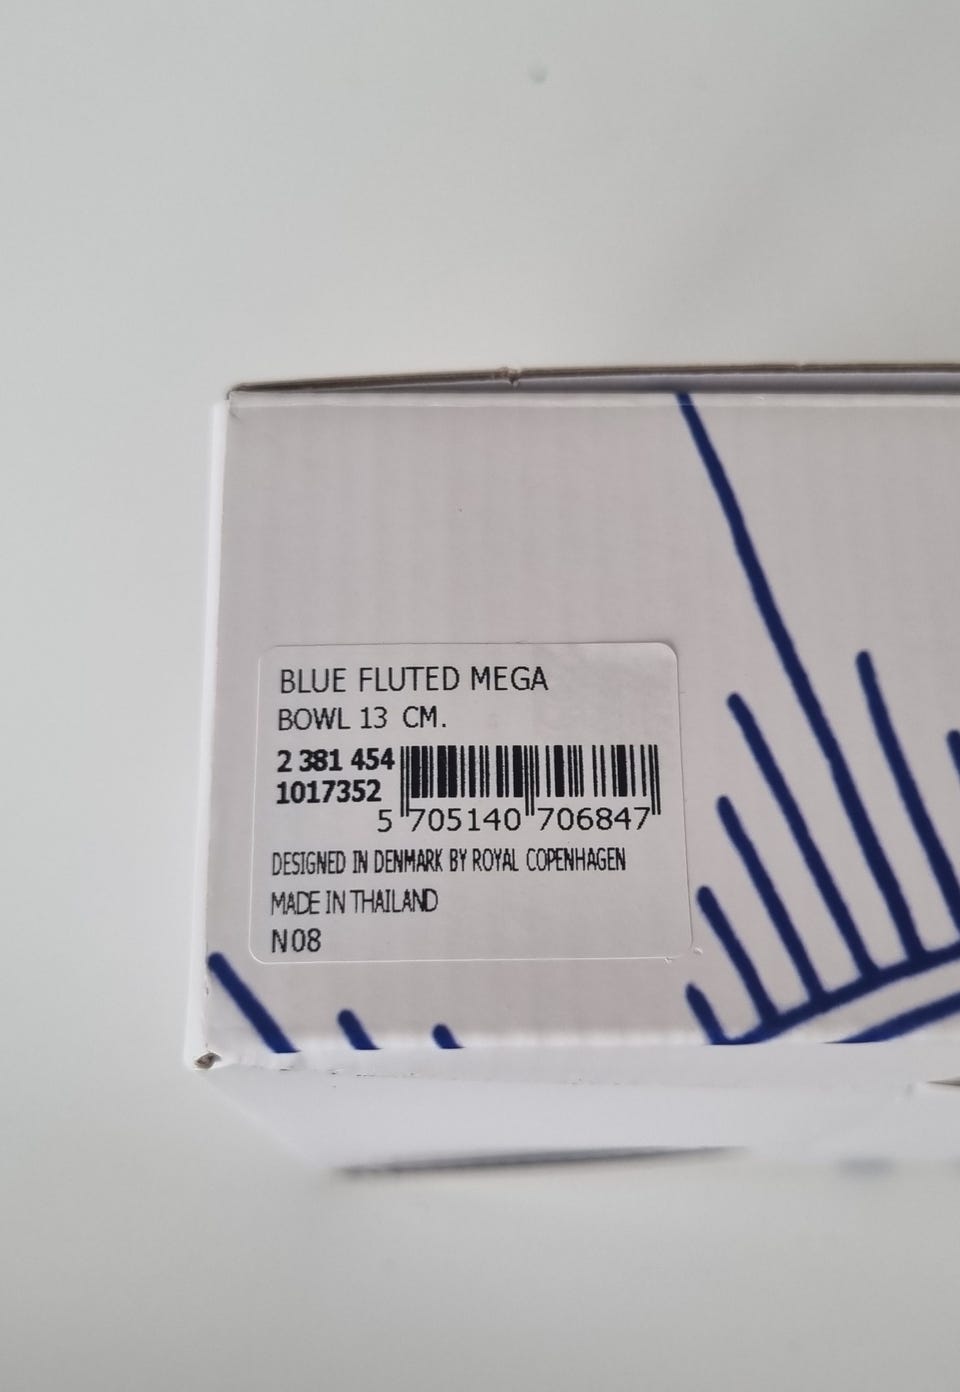 BLUE FLUTED MEGA
BOWL 13 CM.
2 381 454
1017352
5 705140 706847
DESIGNED IN DENMARK BY ROYAL COPENHAGEN
MADE IN THAILAND
N08